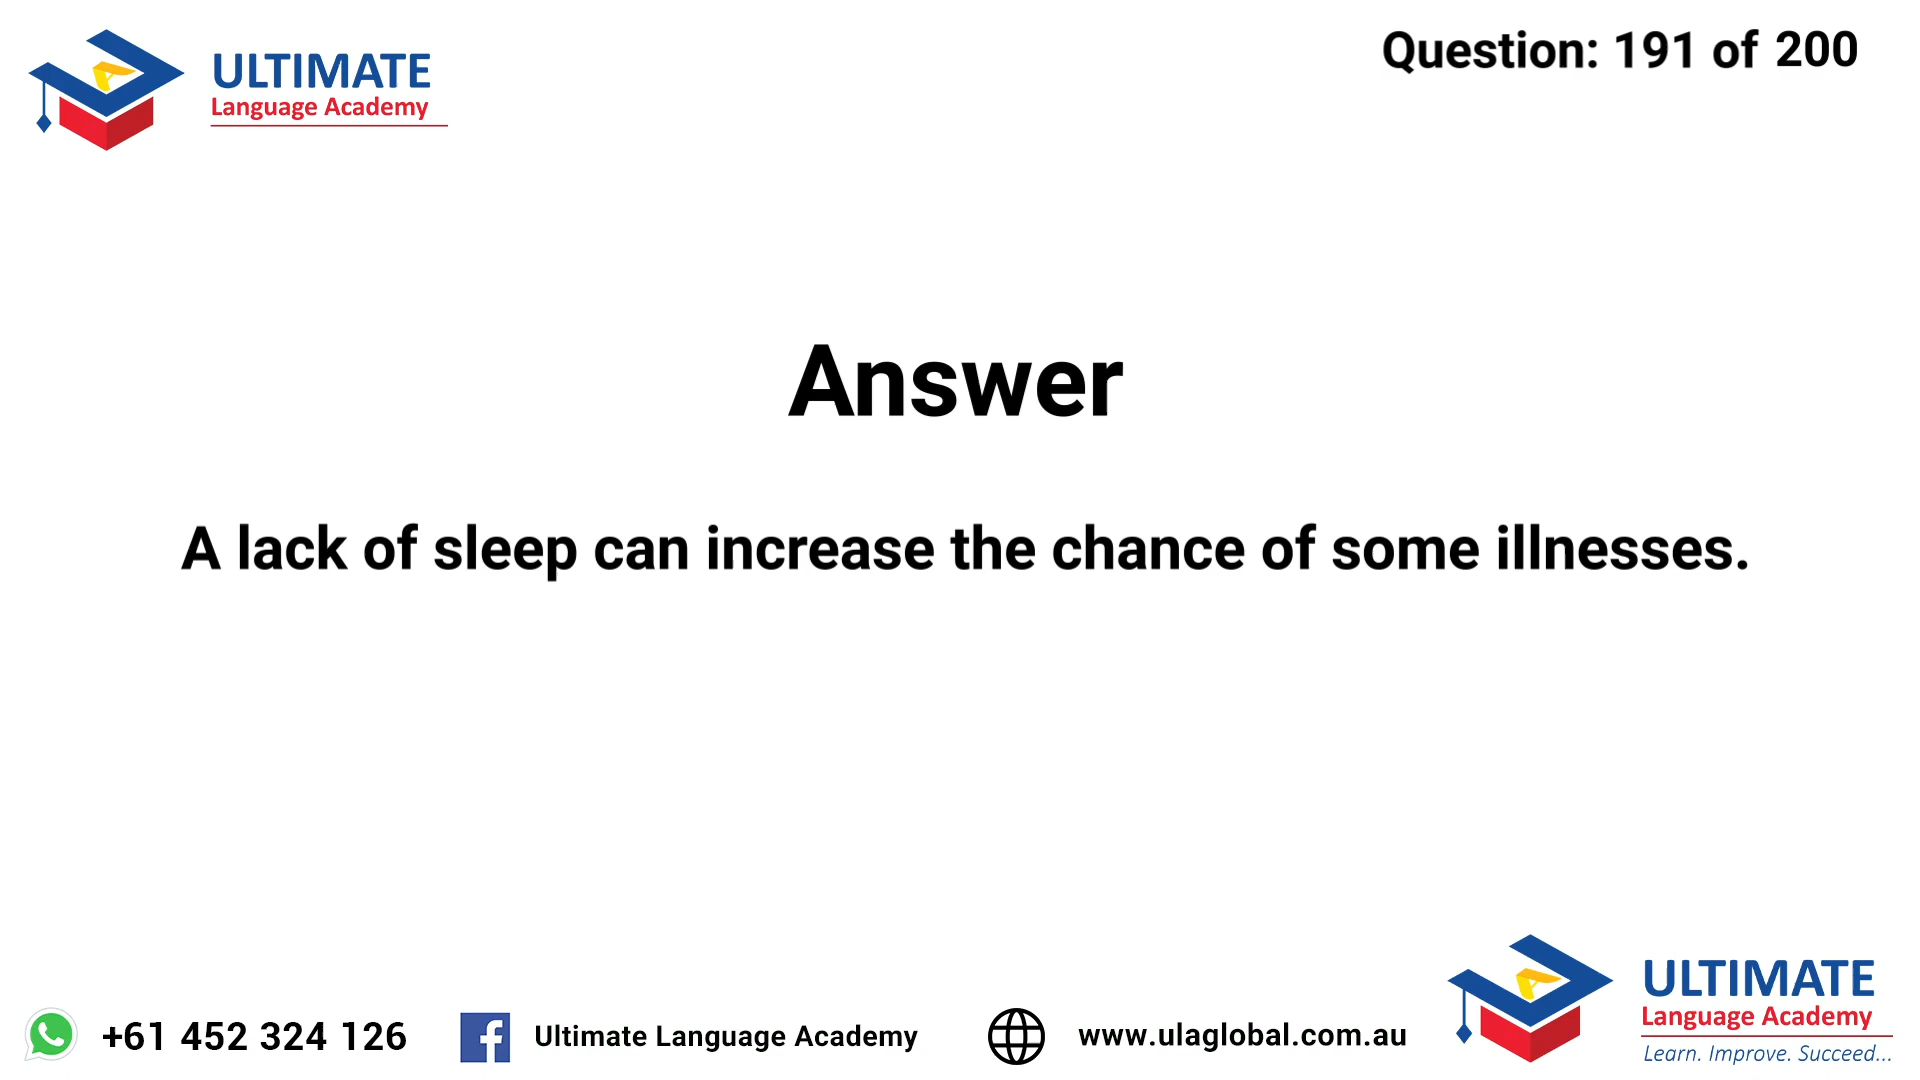 ULTIMATE
Language Academy
Question: 191 of 200
Answer
A lack of sleep can increase the chance of some illnesses.
+61 452 324 126
Ultimate Language Academy
www.ulaglobal.com.au
ULTIMATE
Language Academy
Learn. Improve. Succeed...